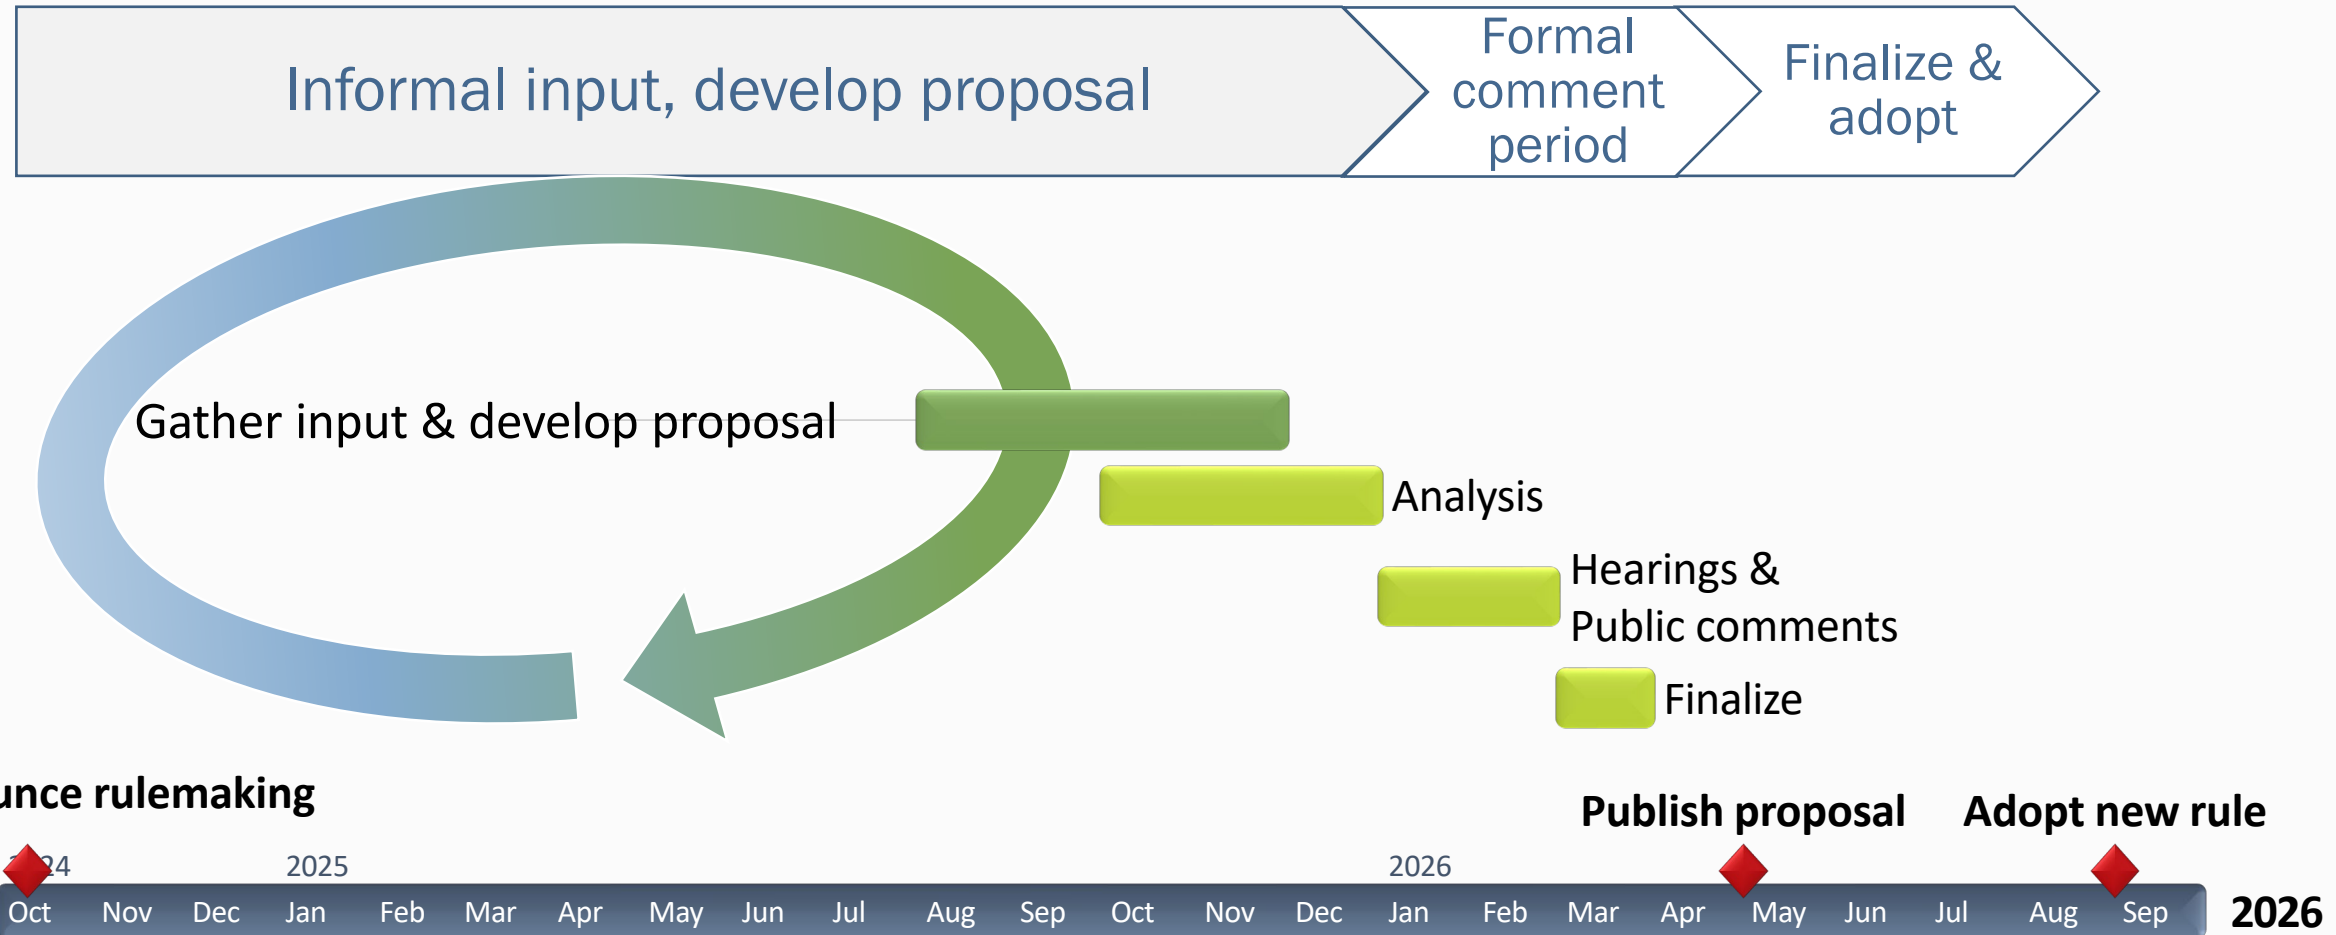 Informal input, develop proposal
Formal
comment
period
Finalize &
adopt
Gather input & develop proposal
Analysis
Hearings &
Public comments
Finalize
unce rulemaking
Publish proposal
Adopt new rule
24
2025
2026
Oct Nov Dec Jan Feb Mar Apr May Jun Jul Aug Sep Oct Nov Dec Jan Feb Mar Apr May Jun Jul Aug Sep
2026